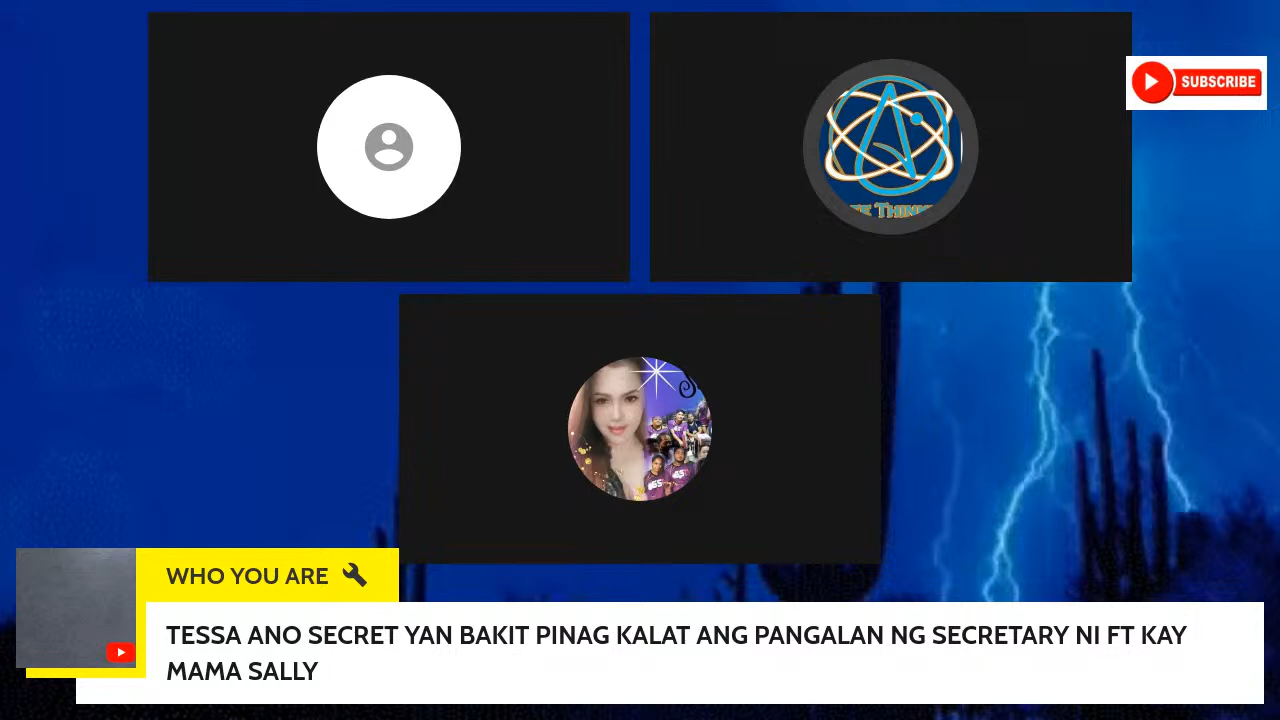 SUBSCRIBE
WHO YOU ARE
TESSA ANO SECRET YAN BAKIT PINAG KALAT ANG PANGALAN NG SECRETARY NI FT KAY
MAMA SALLY